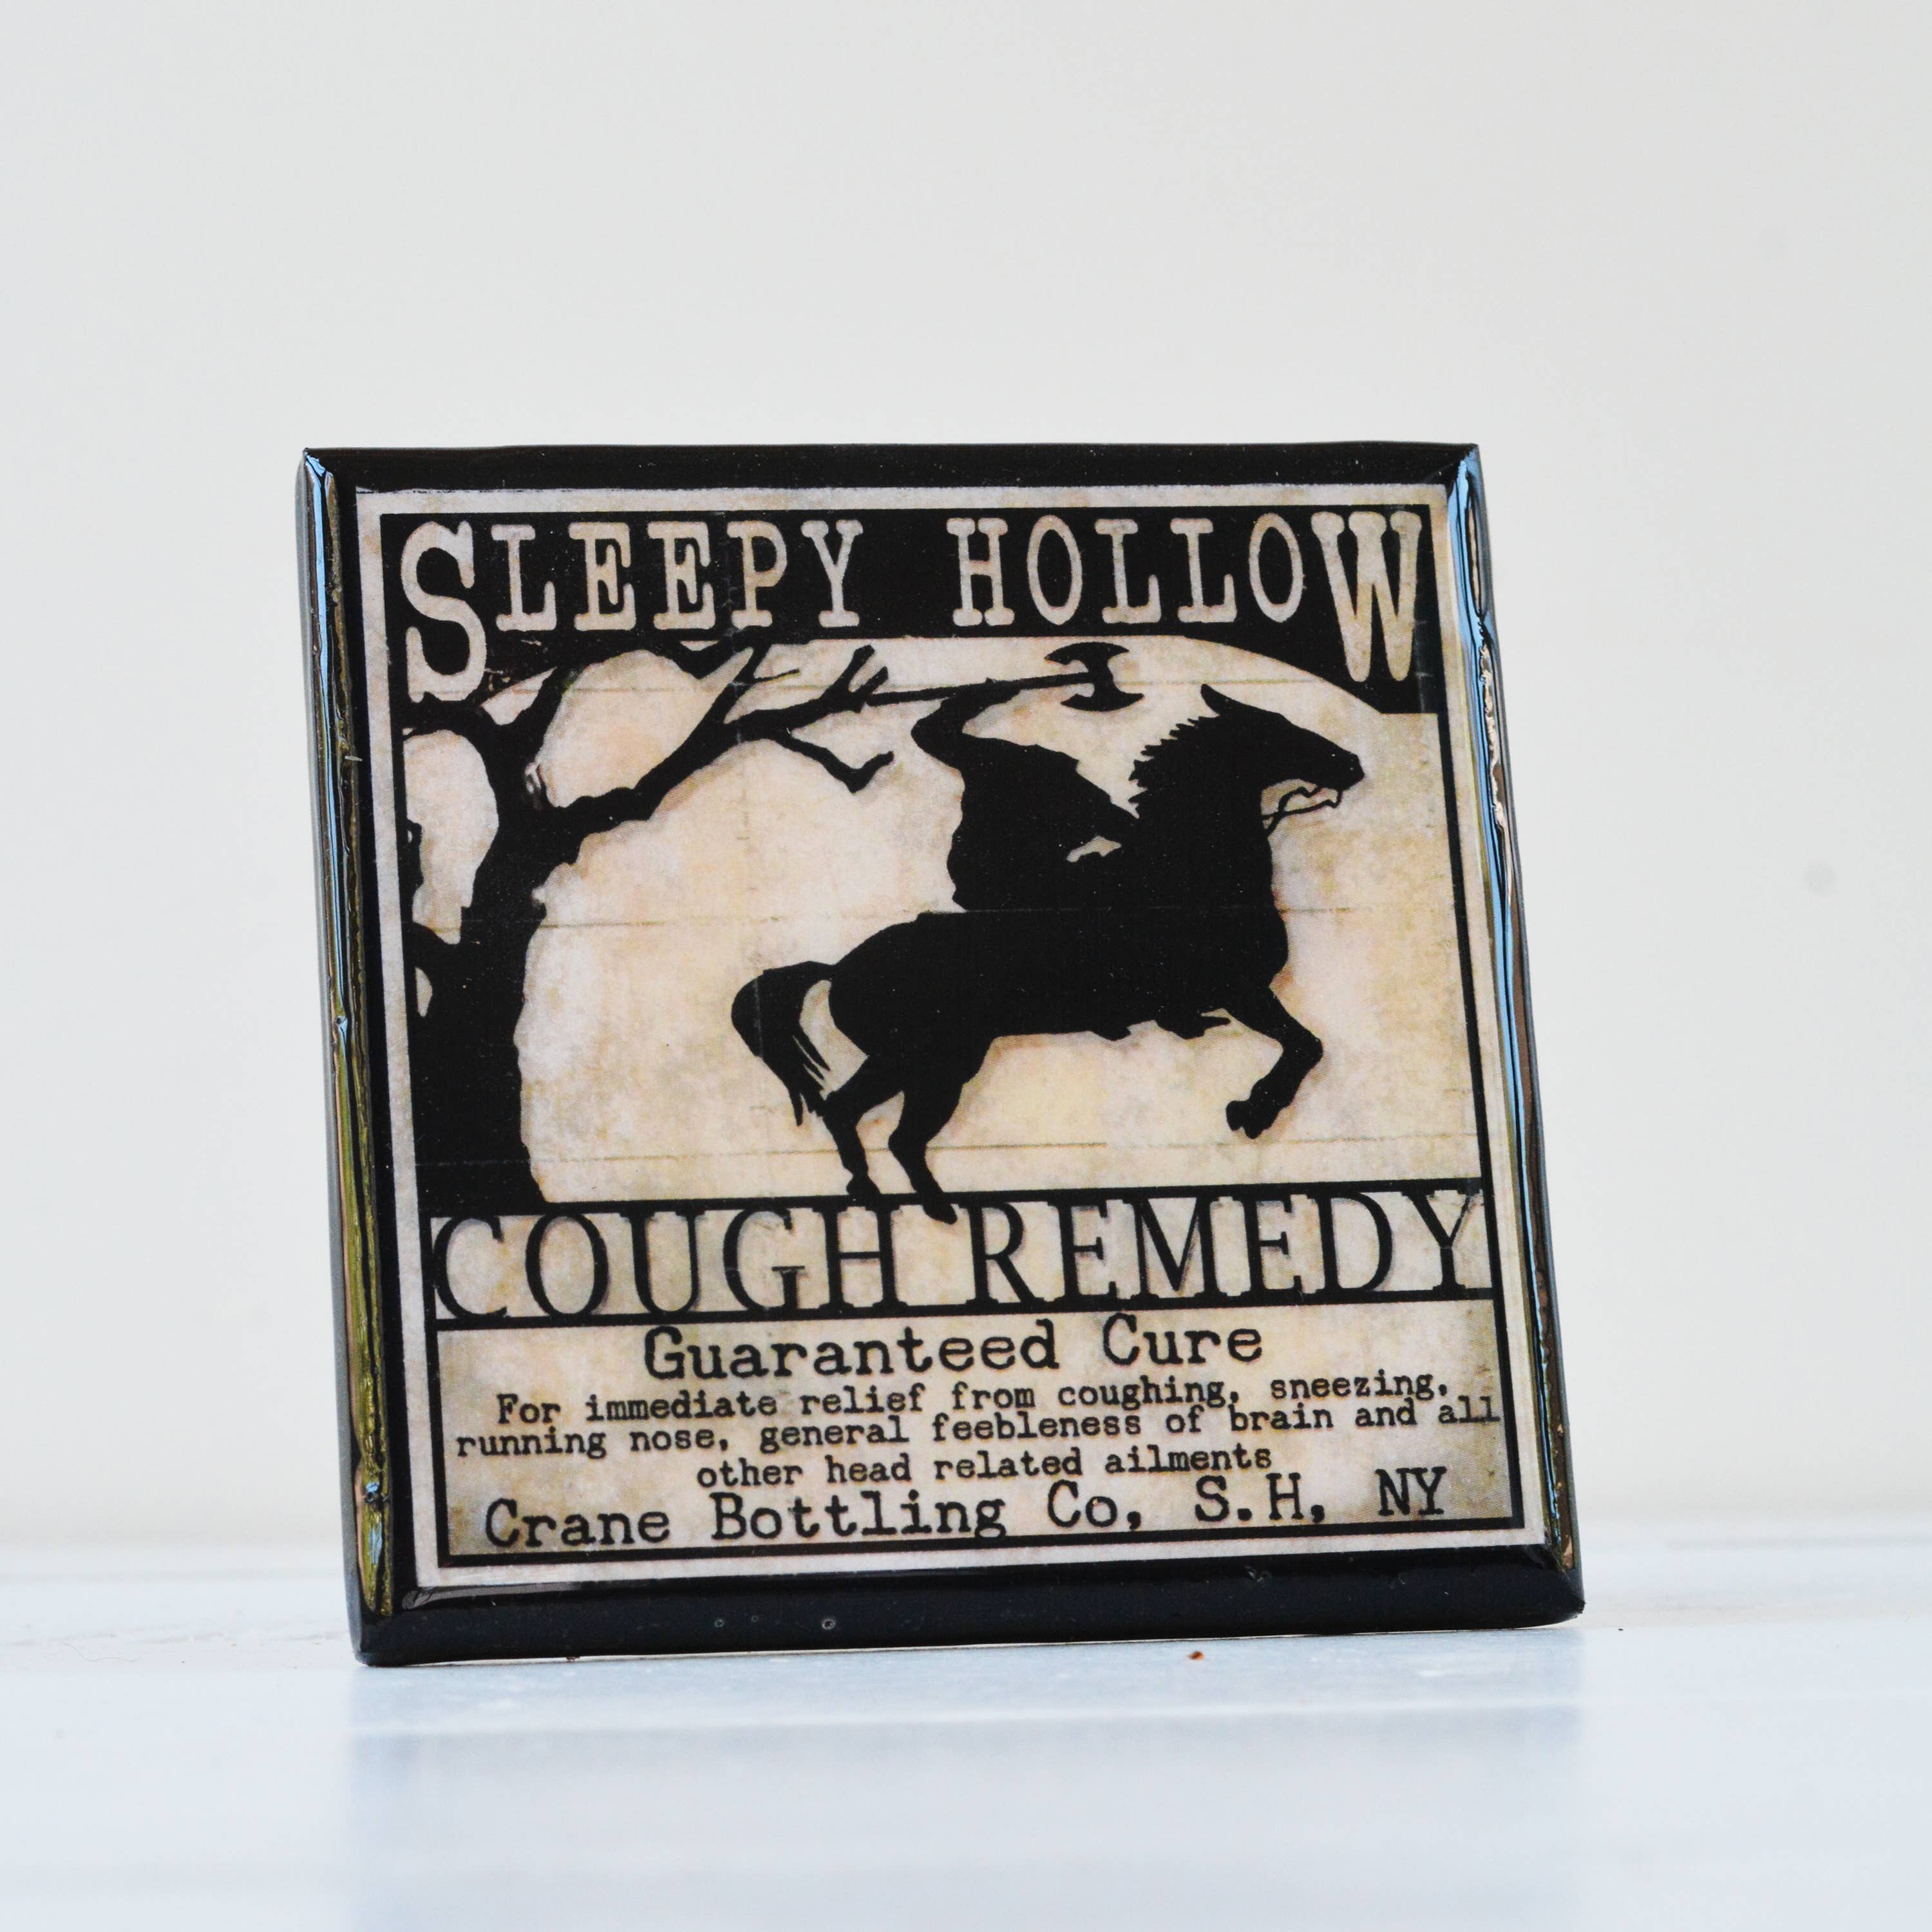 SLEEPY HOLLOW
COUGH REMEDY
Guaranteed Cure
For immediate relief from coughing, sneezing,
running nose, general feebleness of brain and all
other head related ailments
Crane Bottling Co, S.H, NY